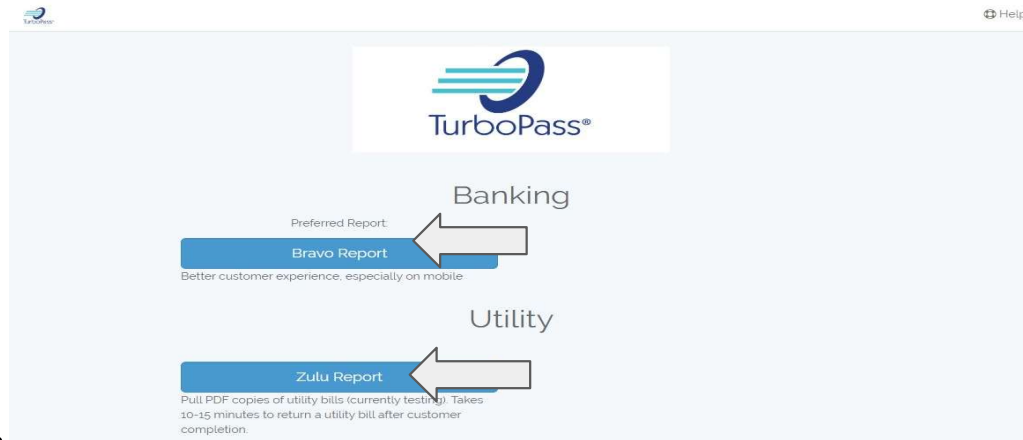 TurboPass®
Help
TurboPass®
Banking
Preferred Report:
Bravo Report
Better customer experience, especially on mobile.
Utility
Zulu Report
Pull PDF copies of utility bills (currently testing). Takes
10-15 minutes to return a utility bill after customer
completion.